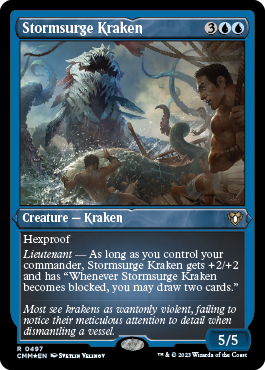 Stormsurge Kraken 3
Creature — Kraken
Hexproof
Lieutenant — As long as you control your
commander, Stormsurge Kraken gets +2/+2
and has “Whenever Stormsurge Kraken
becomes blocked, you may draw two cards.”
Most see krakens as wantonly violent, failing to
notice their meticulous attention to detail when
dismantling a vessel.
5/5
R 0497
CMM•EN Svetlin Velinov
™ & © 2023 Wizards of the Coast